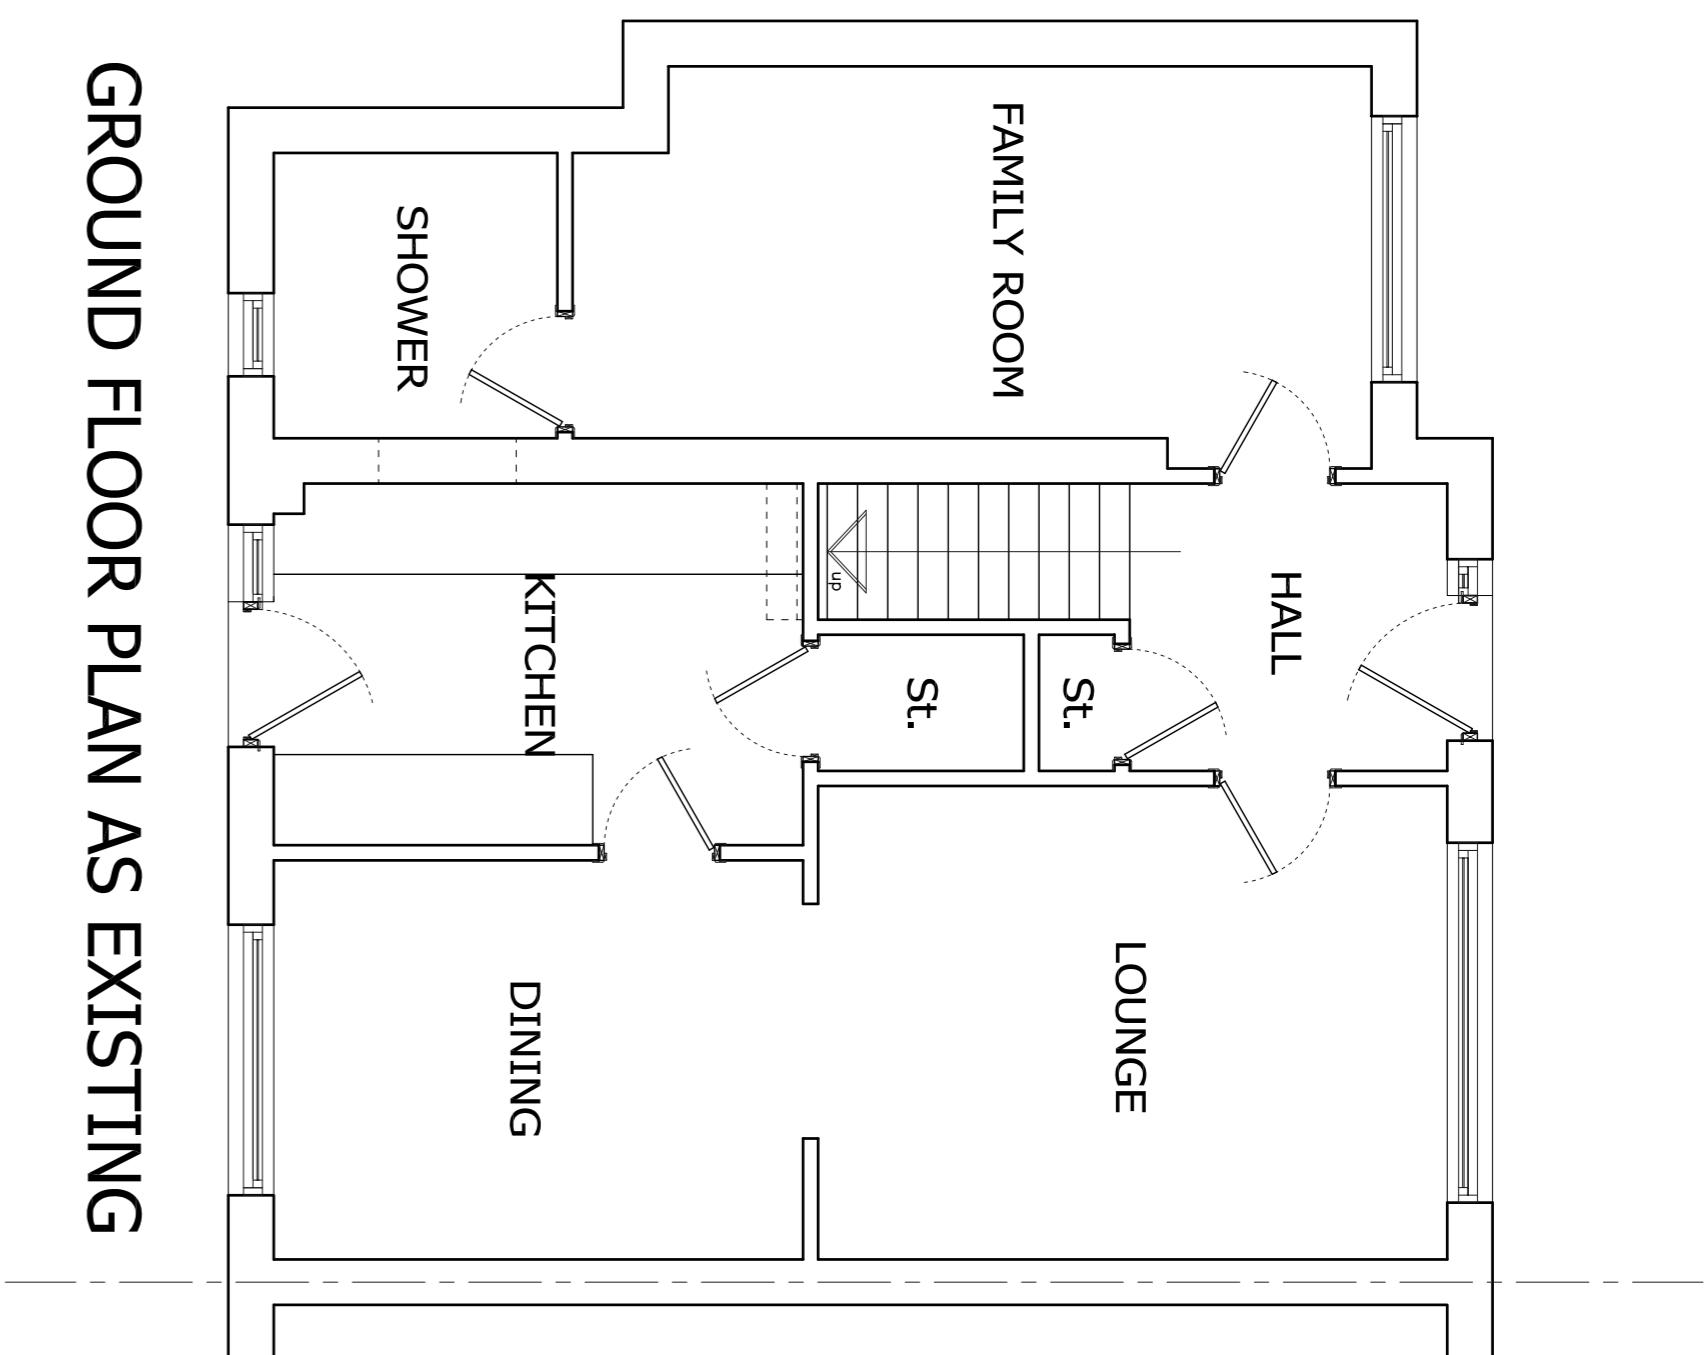 FAMILY ROOM
SHOWER
HALL
up
KITCHEN
St.
St.
LOUNGE
DINING
GROUND FLOOR PLAN AS EXISTING